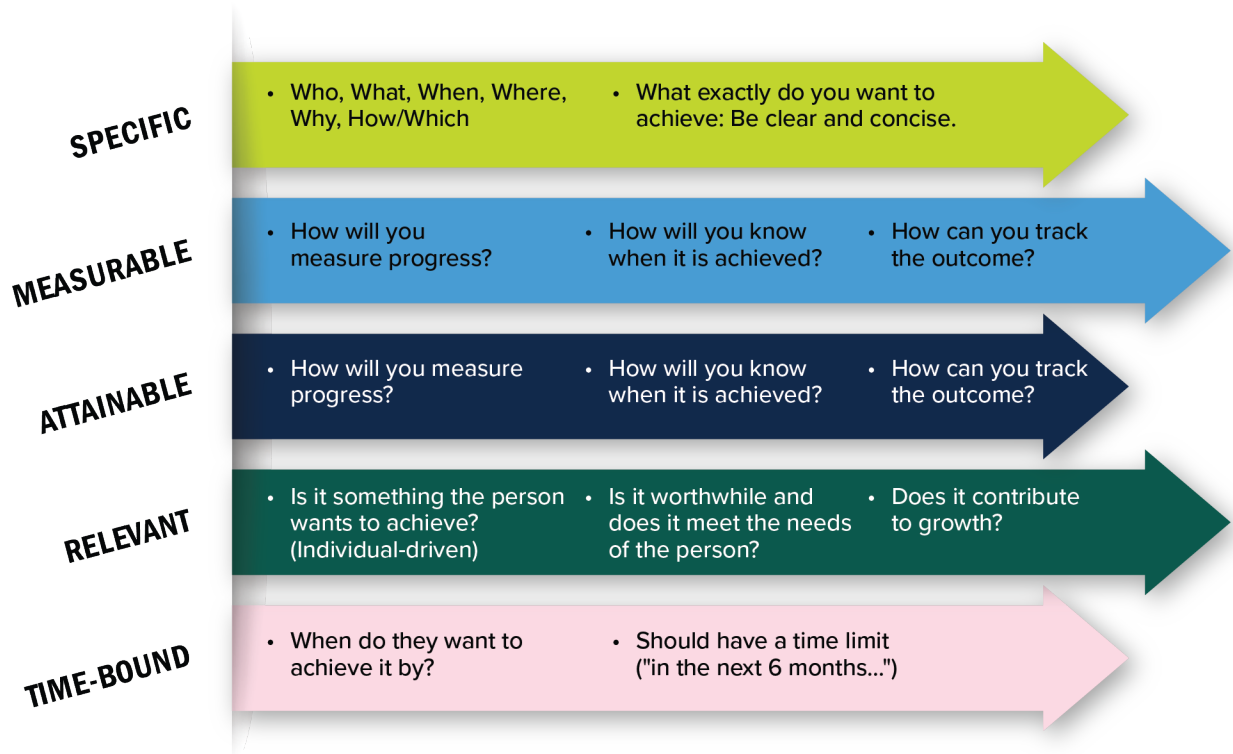 SPECIFIC
• Who, What, When, Where,
Why, How/Which
• What exactly do you want to
achieve: Be clear and concise.
MEASURABLE
• How will you
measure progress?
• How will you know
when it is achieved?
• How can you track
the outcome?
ATTAINABLE
• How will you measure
progress?
• How will you know
when it is achieved?
• How can you track
the outcome?
RELEVANT
• Is it something the person
wants to achieve?
(Individual-driven)
• Is it worthwhile and
does it meet the needs
of the person?
• Does it contribute
to growth?
TIME-BOUND
• When do they want to
achieve it by?
• Should have a time limit
("in the next 6 months...")